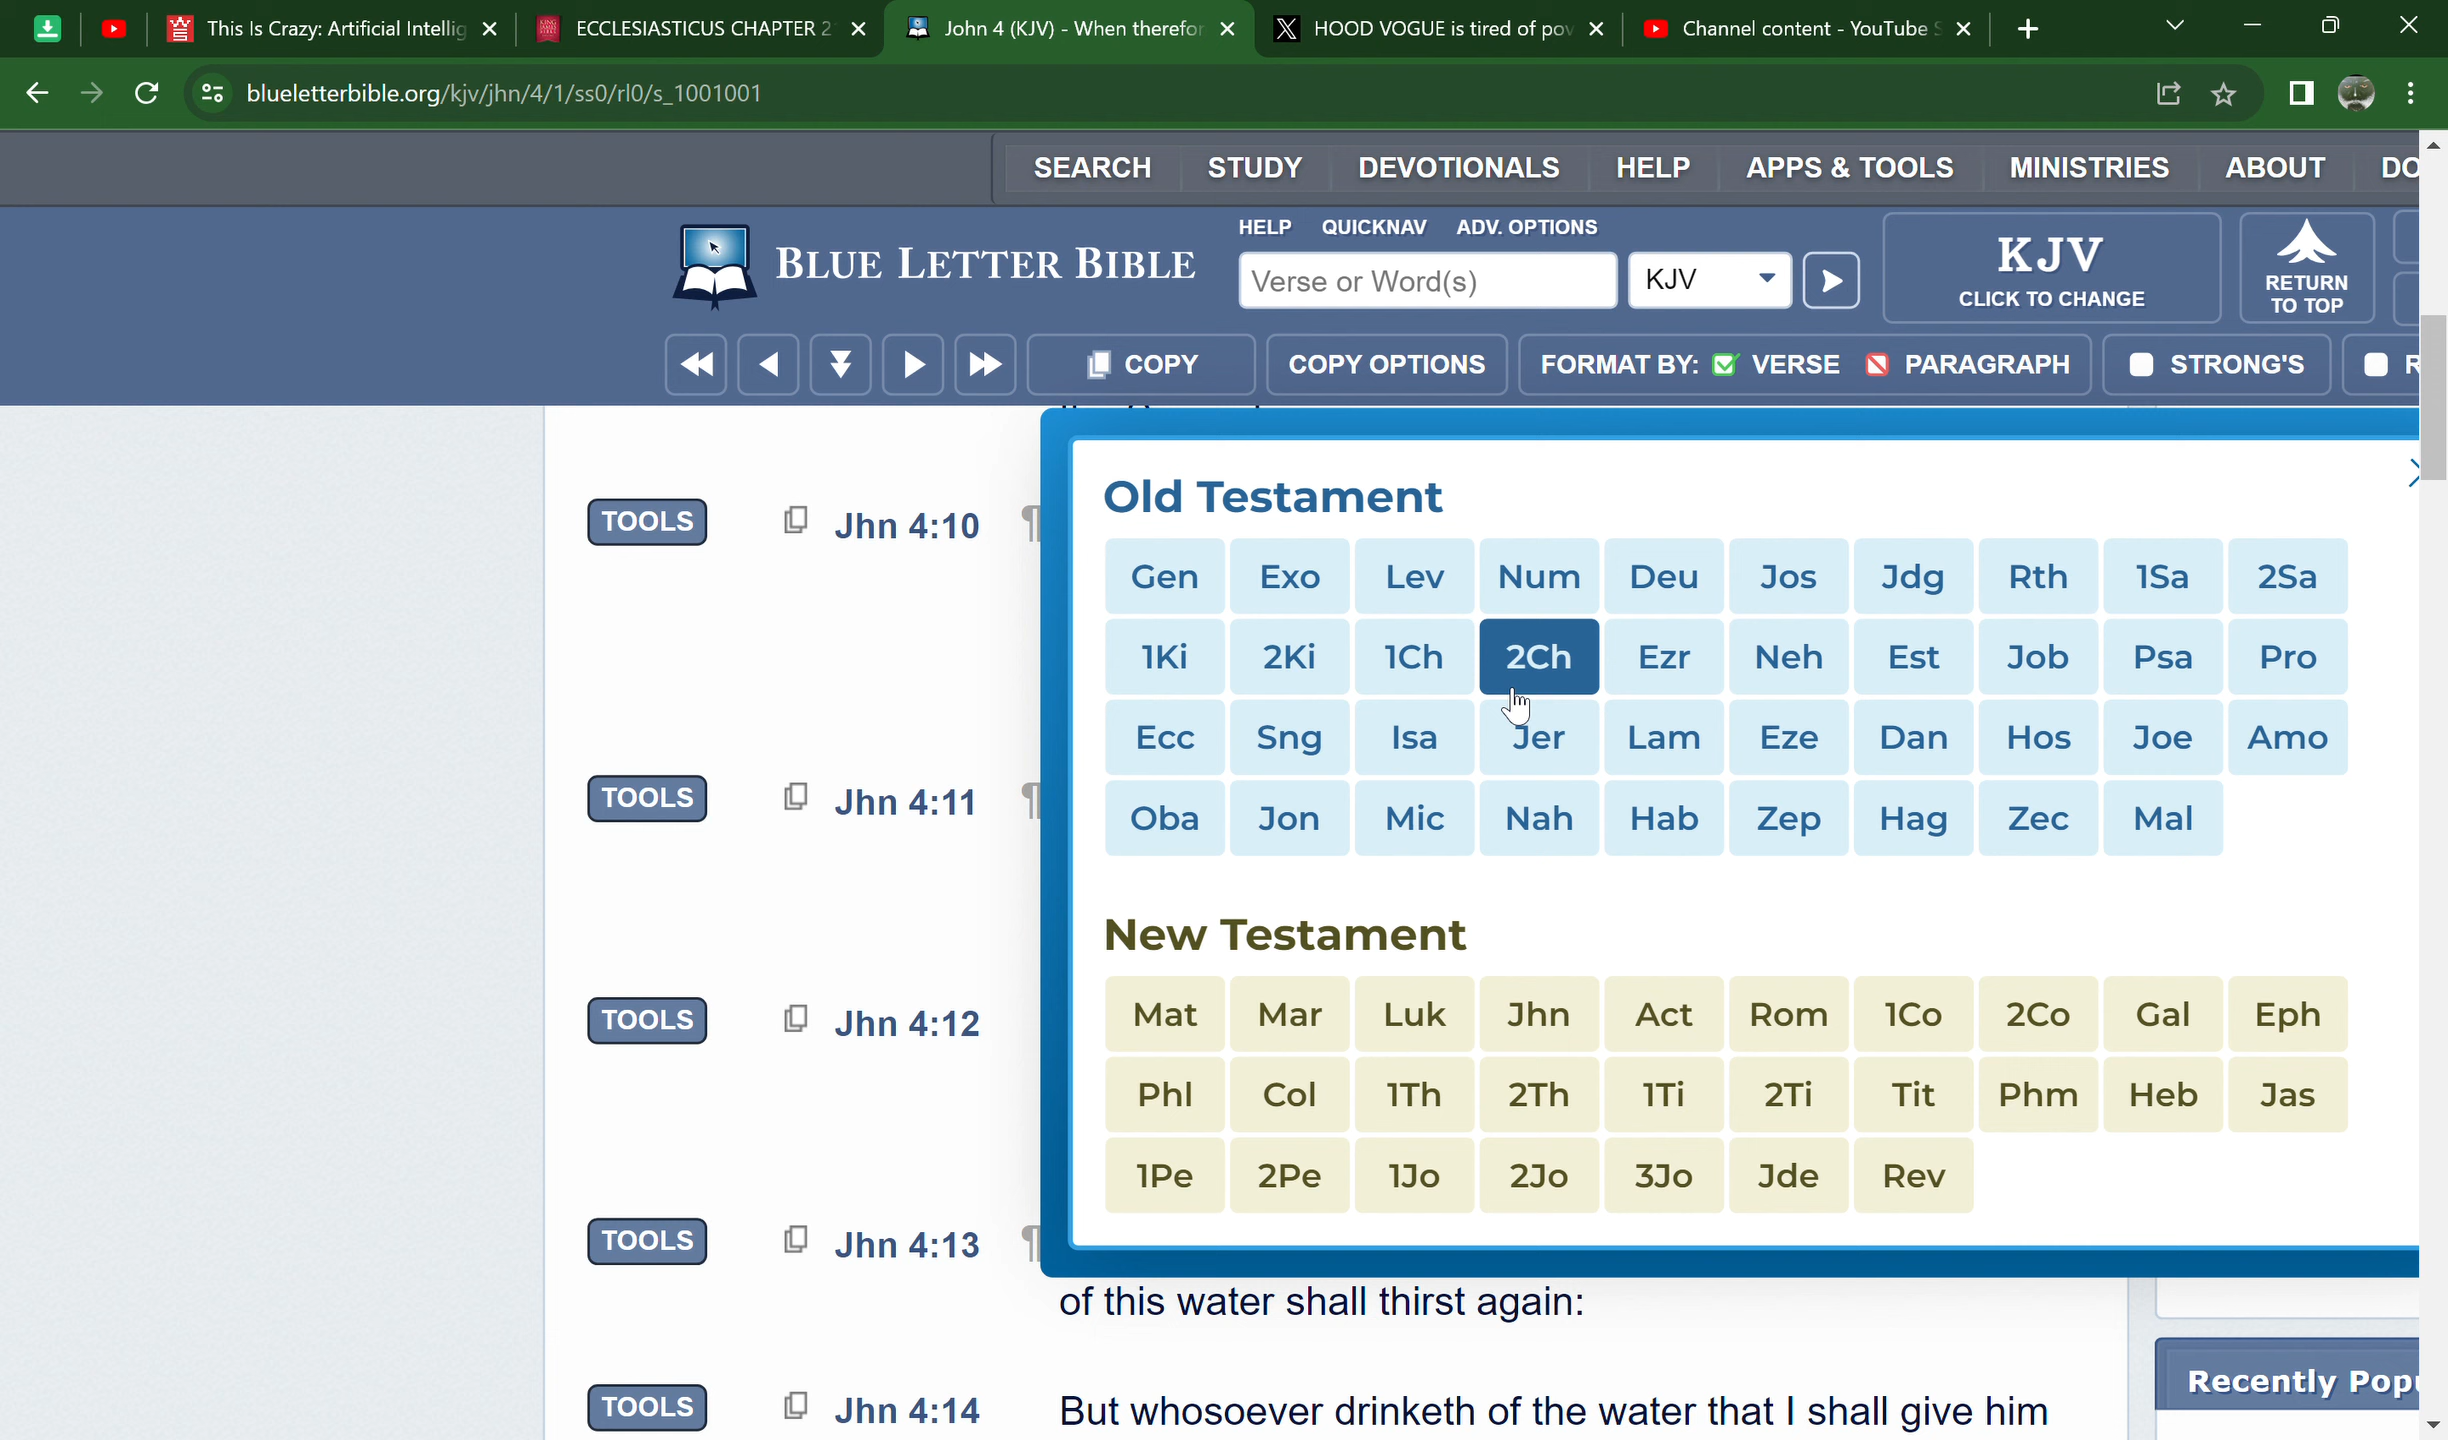 This Is Crazy: Artificial Intellig
ECCLESIASTICUS CHAPTER 2
John 4 (KJV) - When therefor
HOOD VOGUE is tired of pov
Channel content - YouTube S
blueletterbible.org/kjv/jhn/4/1/ss0/rl0/s_1001001
SEARCH STUDY DEVOTIONALS HELP APPS & TOOLS MINISTRIES ABOUT DO
BLUE LETTER BIBLE
HELP QUICKNAV ADV. OPTIONS
Verse or Word(s) KJV
KJV
CLICK TO CHANGE
RETURN
TO TOP
COPY COPY OPTIONS FORMAT BY: VERSE PARAGRAPH STRONG'S R
TOOLS Jhn 4:10 ¶
TOOLS Jhn 4:11 ¶
TOOLS Jhn 4:12
TOOLS Jhn 4:13 ¶
Old Testament
Gen Exo Lev Num Deu Jos Jdg Rth 1Sa 2Sa
1Ki 2Ki 1Ch 2Ch Ezr Neh Est Job Psa Pro
Ecc Sng Isa Jer Lam Eze Dan Hos Joe Amo
Oba Jon Mic Nah Hab Zep Hag Zec Mal
New Testament
Mat Mar Luk Jhn Act Rom 1Co 2Co Gal Eph
Phl Col 1Th 2Th 1Ti 2Ti Tit Phm Heb Jas
1Pe 2Pe 1Jo 2Jo 3Jo Jde Rev
of this water shall thirst again:
TOOLS Jhn 4:14 But whosoever drinketh of the water that I shall give him
Recently Popu